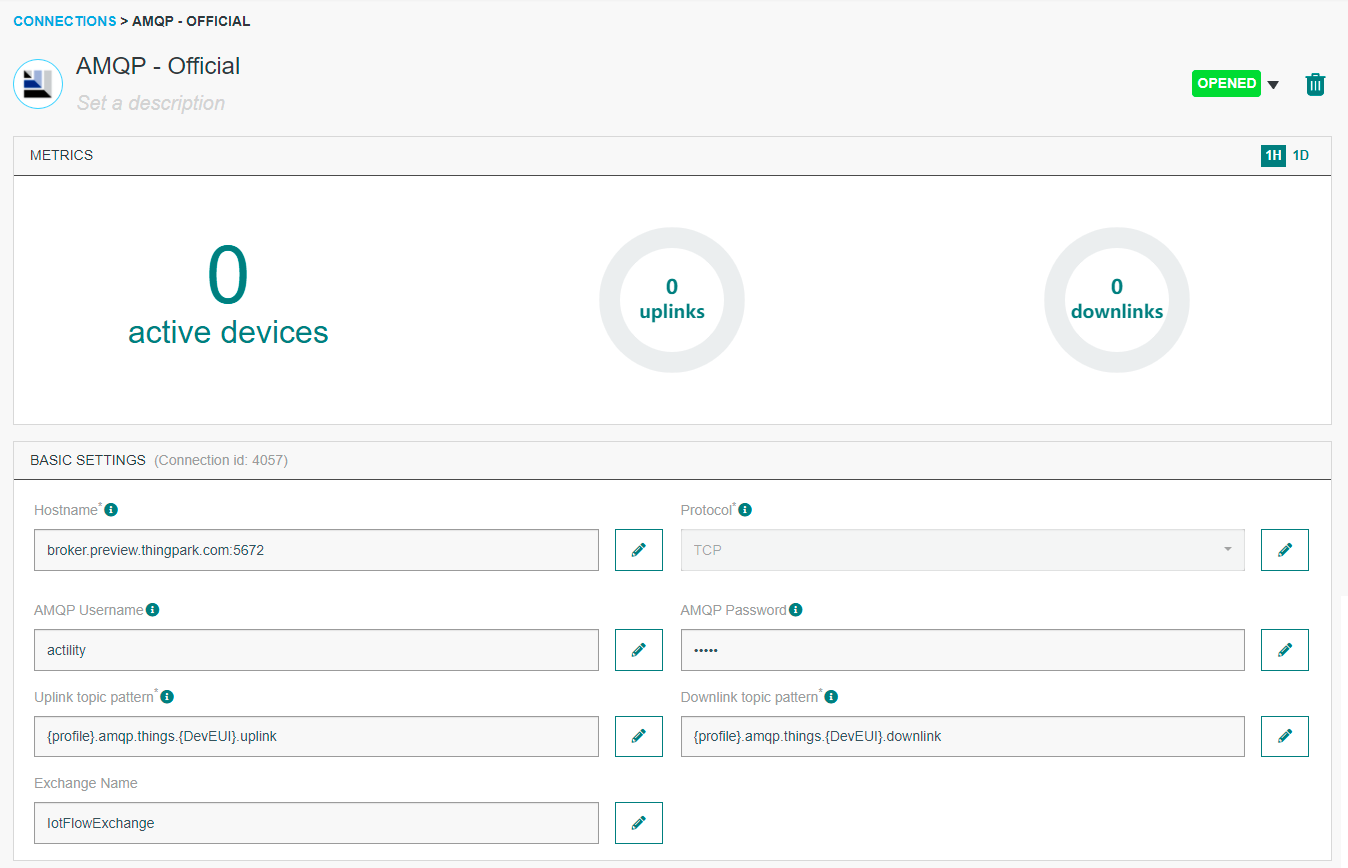 CONNECTIONS > AMQP - OFFICIAL
AMQP - Official
Set a description
OPENED
METRICS
1H 1D
0
active devices
0
uplinks
0
downlinks
BASIC SETTINGS (Connection id: 4057)
Hostname*
Protocol*
broker.preview.thingpark.com:5672
TCP
AMQP Username
AMQP Password
actility
•••••
Uplink topic pattern*
Downlink topic pattern*
{profile}.amqp.things.{DevEUI}.uplink
{profile}.amqp.things.{DevEUI}.downlink
Exchange Name
IotFlowExchange